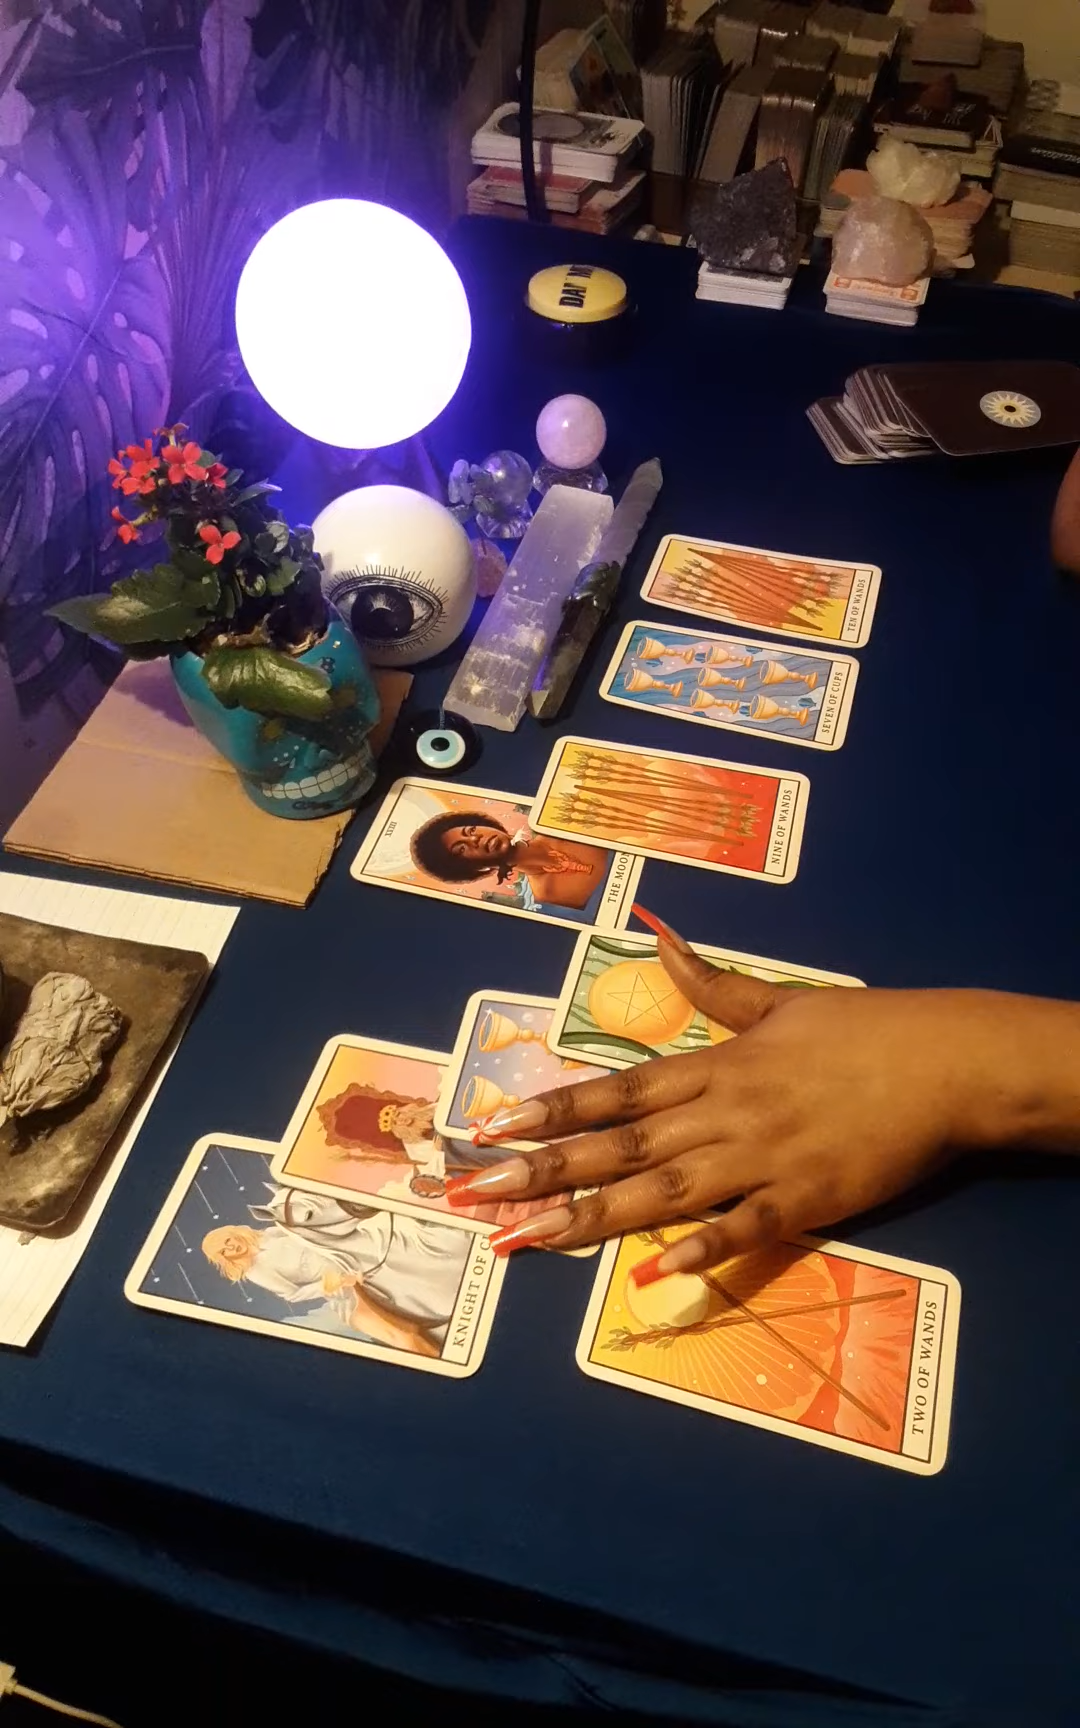 DAY M
TEN OF WANDS
SEVEN OF CUPS
NINE OF WANDS
XVIII
THE MOON
KNIGHT OF C
TWO OF WANDS